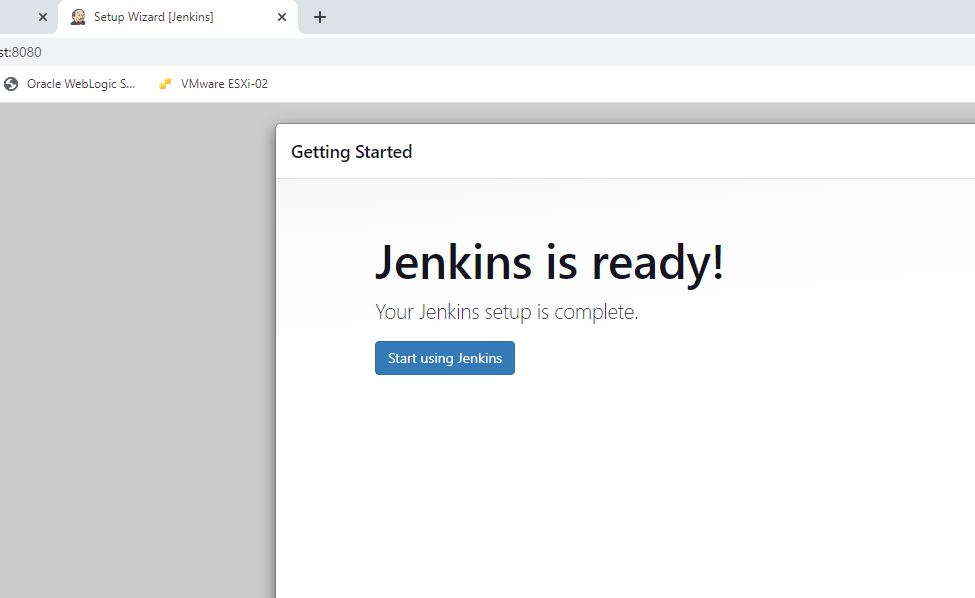 Setup Wizard [Jenkins]
st:8080
Oracle WebLogic S... VMware ESXi-02
Getting Started
Jenkins is ready!
Your Jenkins setup is complete.
Start using Jenkins